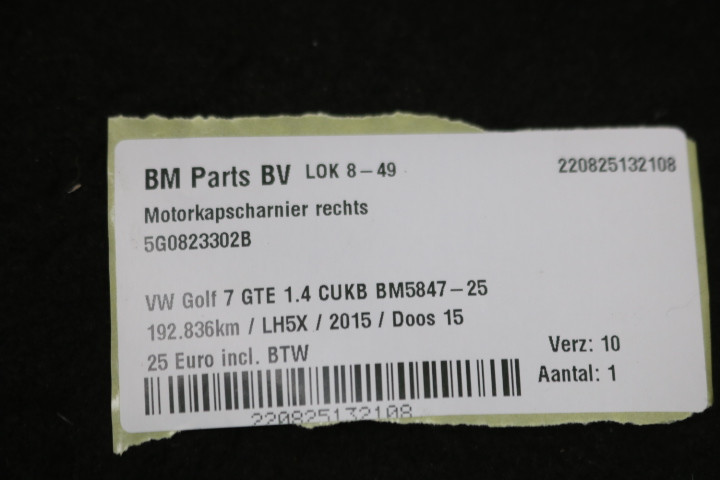 BM Parts BV LOK 8-49 220825132108
Motorkapscharnier rechts
5G0823302B
VW Golf 7 GTE 1.4 CUKB BM5847-25
192.836km / LH5X / 2015 / Doos 15
25 Euro incl. BTW
Verz: 10
Aantal: 1
220825132108